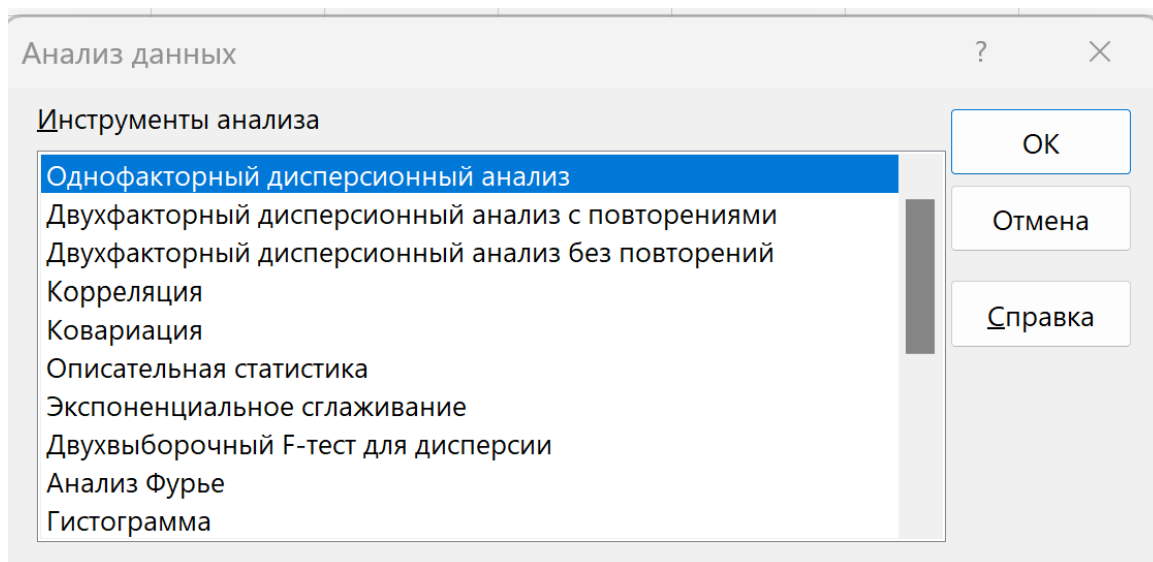 Анализ данных
?
Инструменты анализа
Однофакторный дисперсионный анализ
Двухфакторный дисперсионный анализ с повторениями
Двухфакторный дисперсионный анализ без повторений
Корреляция
Ковариация
Описательная статистика
Экспоненциальное сглаживание
Двухвыборочный F-тест для дисперсии
Анализ Фурье
Гистограмма
ОК
Отмена
Справка